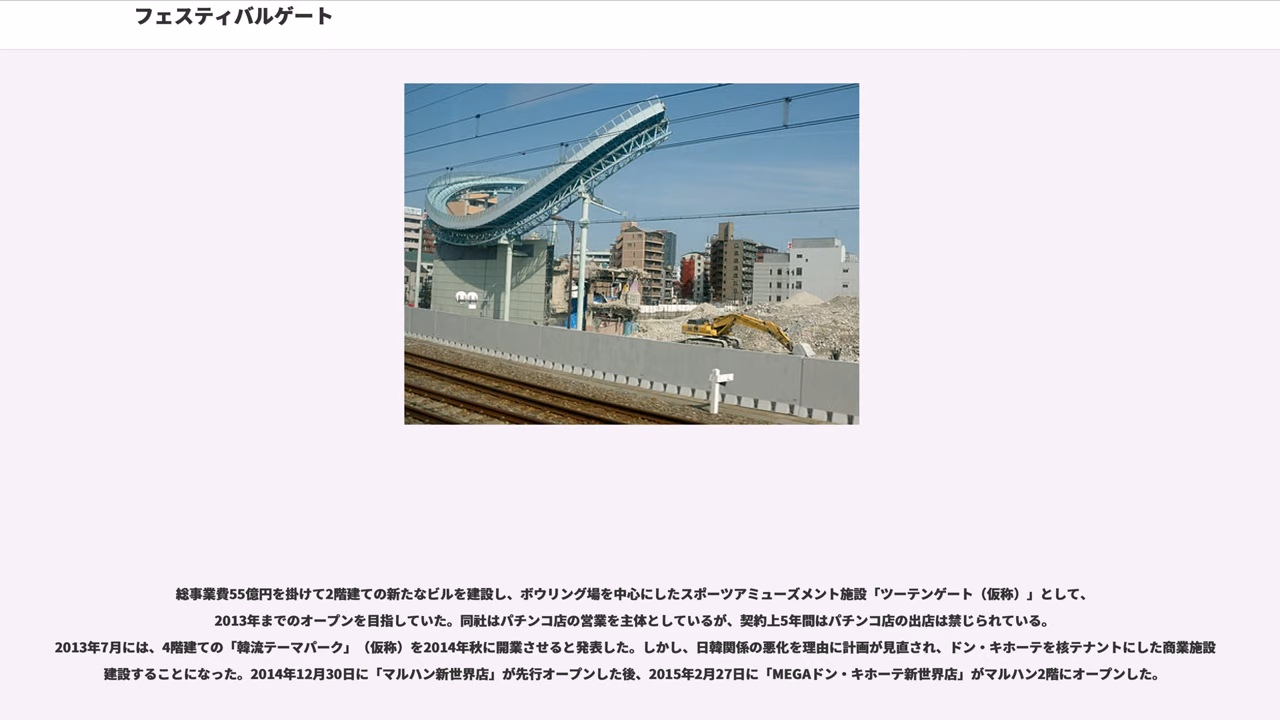 フェスティバルゲート
総事業費55億円を掛けて2階建ての新たなビルを建設し、ボウリング場を中心にしたスポーツアミューズメント施設「ツーテンゲート（仮称）」として、
2013年までのオープンを目指していた。同社はパチンコ店の営業を主体としているが、契約上5年間はパチンコ店の出店は禁じられている。
2013年7月には、4階建ての「韓流テーマパーク」（仮称）を2014年秋に開業させると発表した。しかし、日韓関係の悪化を理由に計画が見直され、ドン・キホーテを核テナントにした商業施設
建設することになった。2014年12月30日に「マルハン新世界店」が先行オープンした後、2015年2月27日に「MEGAドン・キホーテ新世界店」がマルハン2階にオープンした。